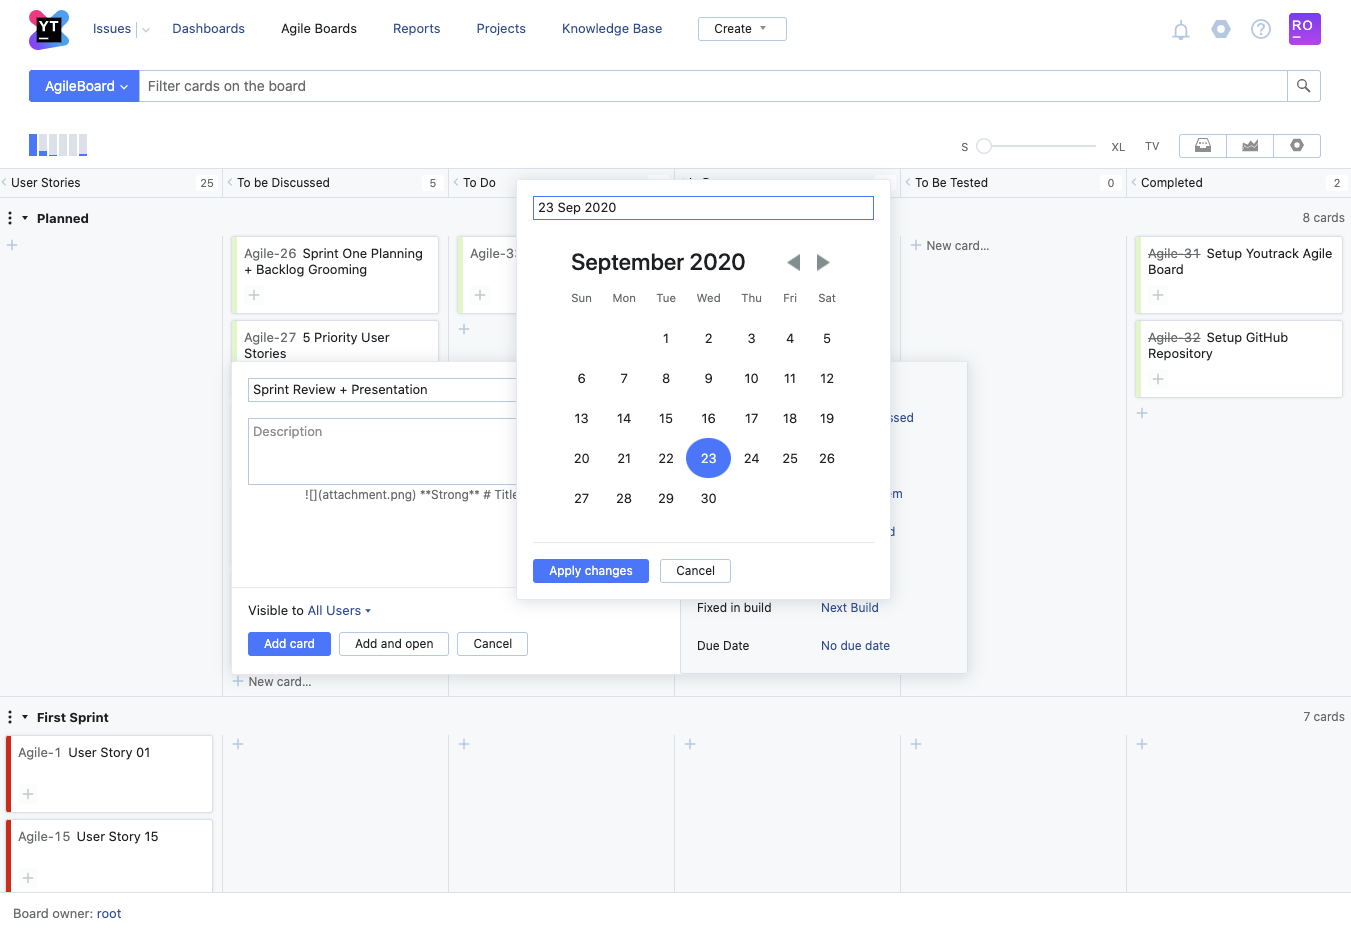 YT
Issues
Dashboards
Agile Boards
Reports
Projects
Knowledge Base
Create
RO
AgileBoard
Filter cards on the board
S
XL
TV
User Stories 25
To be Discussed 5
To Do
To Be Tested 0
Completed 2
Planned
8 cards
Agile-26 Sprint One Planning
+ Backlog Grooming
Agile-27 5 Priority User
Stories
New card...
Agile-31 Setup Youtrack Agile
Board
Agile-32 Setup GitHub
Repository
23 Sep 2020
September 2020
Sun Mon Tue Wed Thu Fri Sat
1 2 3 4 5
6 7 8 9 10 11 12
13 14 15 16 17 18 19
20 21 22 23 24 25 26
27 28 29 30
Apply changes
Cancel
Sprint Review + Presentation
Description
![](attachment.png) **Strong** # Title
Visible to All Users
Add card
Add and open
Cancel
Fixed in build Next Build
Due Date No due date
New card...
First Sprint
7 cards
Agile-1 User Story 01
Agile-15 User Story 15
Board owner: root